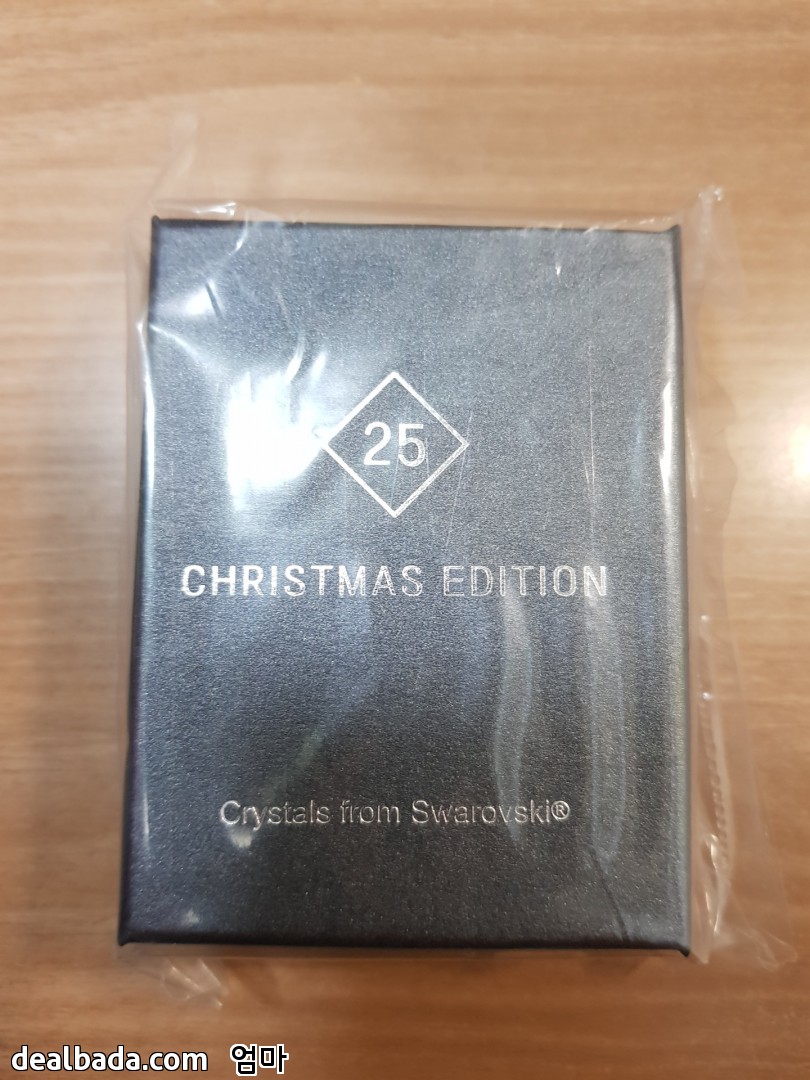 25
CHRISTMAS EDITION
Crystals from Swarovski®
dealbada.com 엄마